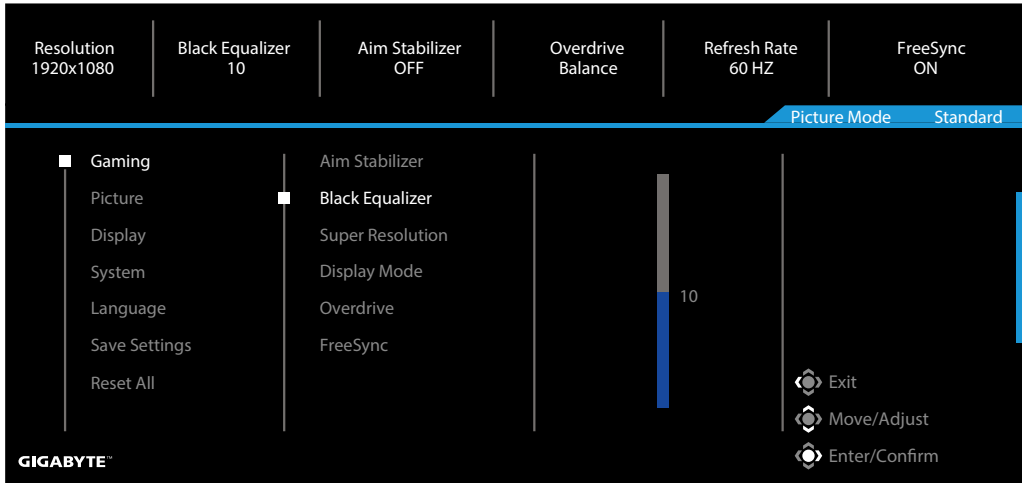 Resolution
1920x1080
Black Equalizer
10
Aim Stabilizer
OFF
Overdrive
Balance
Refresh Rate
60 HZ
FreeSync
ON
Picture Mode Standard
Gaming
Picture
Display
System
Language
Save Settings
Reset All
Aim Stabilizer
Black Equalizer
Super Resolution
Display Mode
Overdrive
FreeSync
10
Exit
Move/Adjust
Enter/Confirm
GIGABYTE™